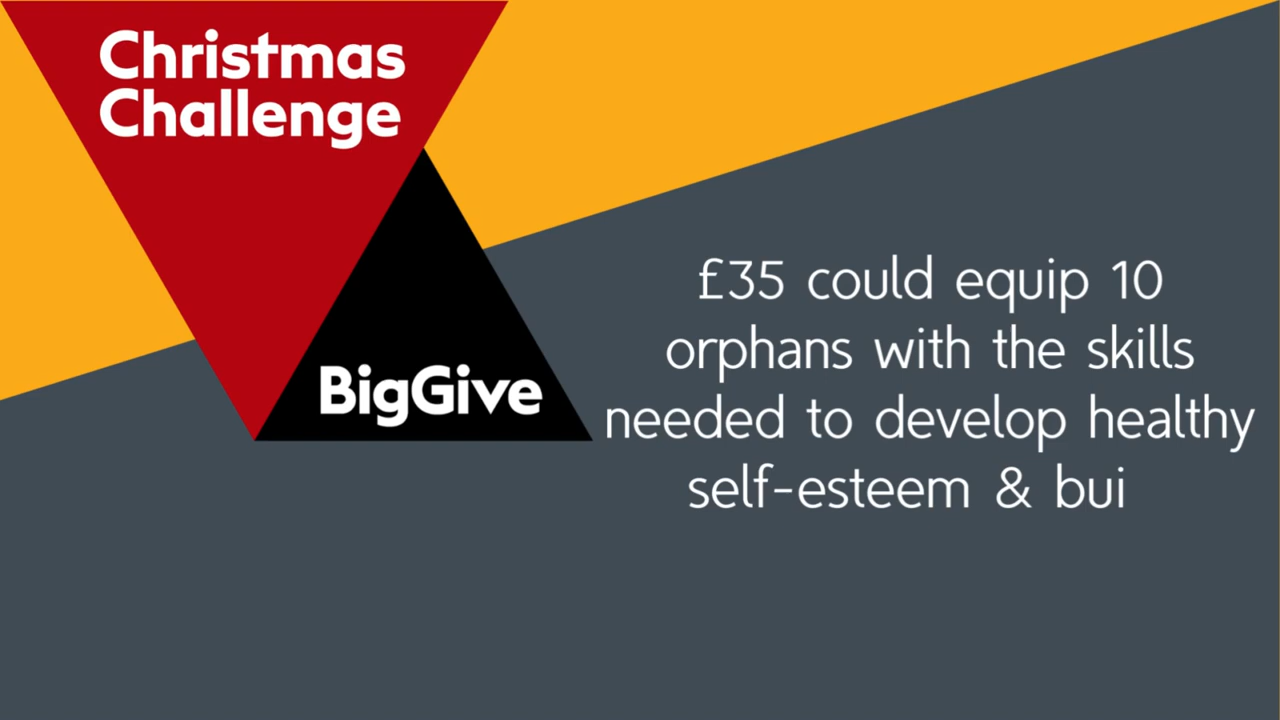 Christmas
Challenge
BigGive
£35 could equip 10
orphans with the skills
needed to develop healthy
self-esteem & bui